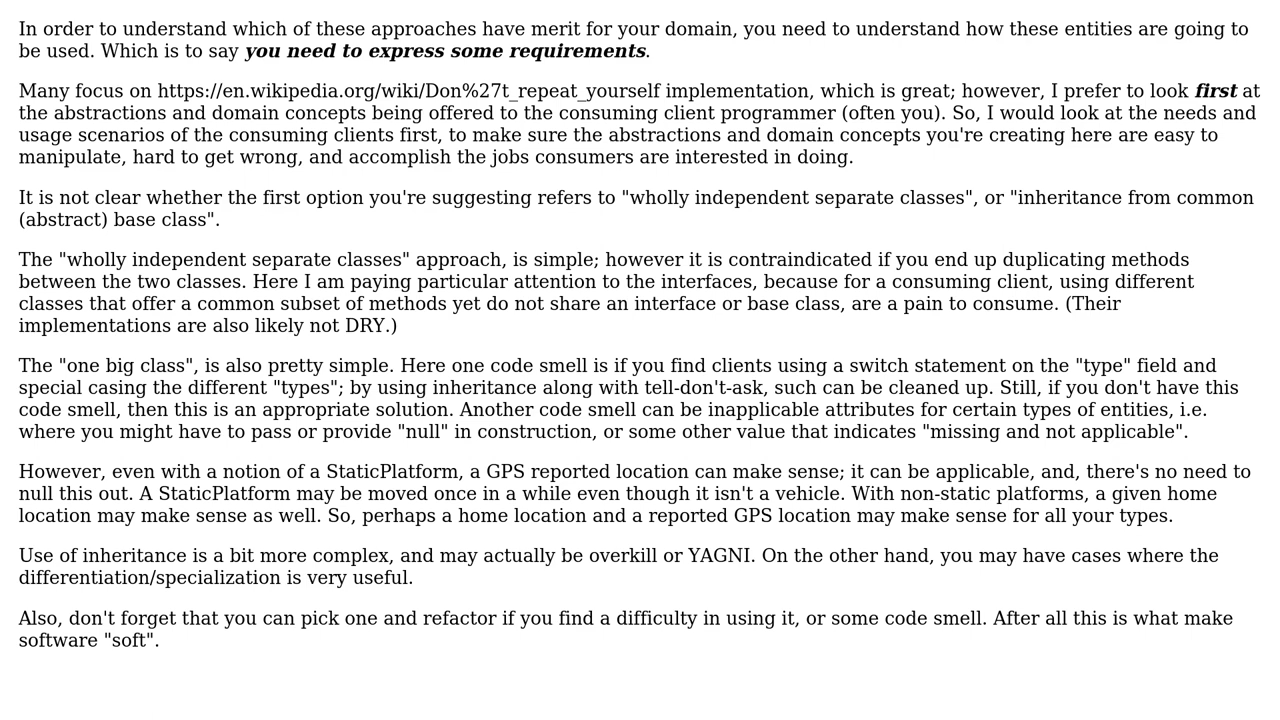 In order to understand which of these approaches have merit for your domain, you need to understand how these entities are going to
be used. Which is to say you need to express some requirements.
Many focus on https://en.wikipedia.org/wiki/Don%27t_repeat_yourself implementation, which is great; however, I prefer to look first at
the abstractions and domain concepts being offered to the consuming client programmer (often you). So, I would look at the needs and
usage scenarios of the consuming clients first, to make sure the abstractions and domain concepts you're creating here are easy to
manipulate, hard to get wrong, and accomplish the jobs consumers are interested in doing.
It is not clear whether the first option you're suggesting refers to "wholly independent separate classes", or "inheritance from common
(abstract) base class".
The "wholly independent separate classes" approach, is simple; however it is contraindicated if you end up duplicating methods
between the two classes. Here I am paying particular attention to the interfaces, because for a consuming client, using different
classes that offer a common subset of methods yet do not share an interface or base class, are a pain to consume. (Their
implementations are also likely not DRY.)
The "one big class", is also pretty simple. Here one code smell is if you find clients using a switch statement on the "type" field and
special casing the different "types"; by using inheritance along with tell-don't-ask, such can be cleaned up. Still, if you don't have this
code smell, then this is an appropriate solution. Another code smell can be inapplicable attributes for certain types of entities, i.e.
where you might have to pass or provide "null" in construction, or some other value that indicates "missing and not applicable".
However, even with a notion of a StaticPlatform, a GPS reported location can make sense; it can be applicable, and, there's no need to
null this out. A StaticPlatform may be moved once in a while even though it isn't a vehicle. With non-static platforms, a given home
location may make sense as well. So, perhaps a home location and a reported GPS location may make sense for all your types.
Use of inheritance is a bit more complex, and may actually be overkill or YAGNI. On the other hand, you may have cases where the
differentiation/specialization is very useful.
Also, don't forget that you can pick one and refactor if you find a difficulty in using it, or some code smell. After all this is what make
software "soft".